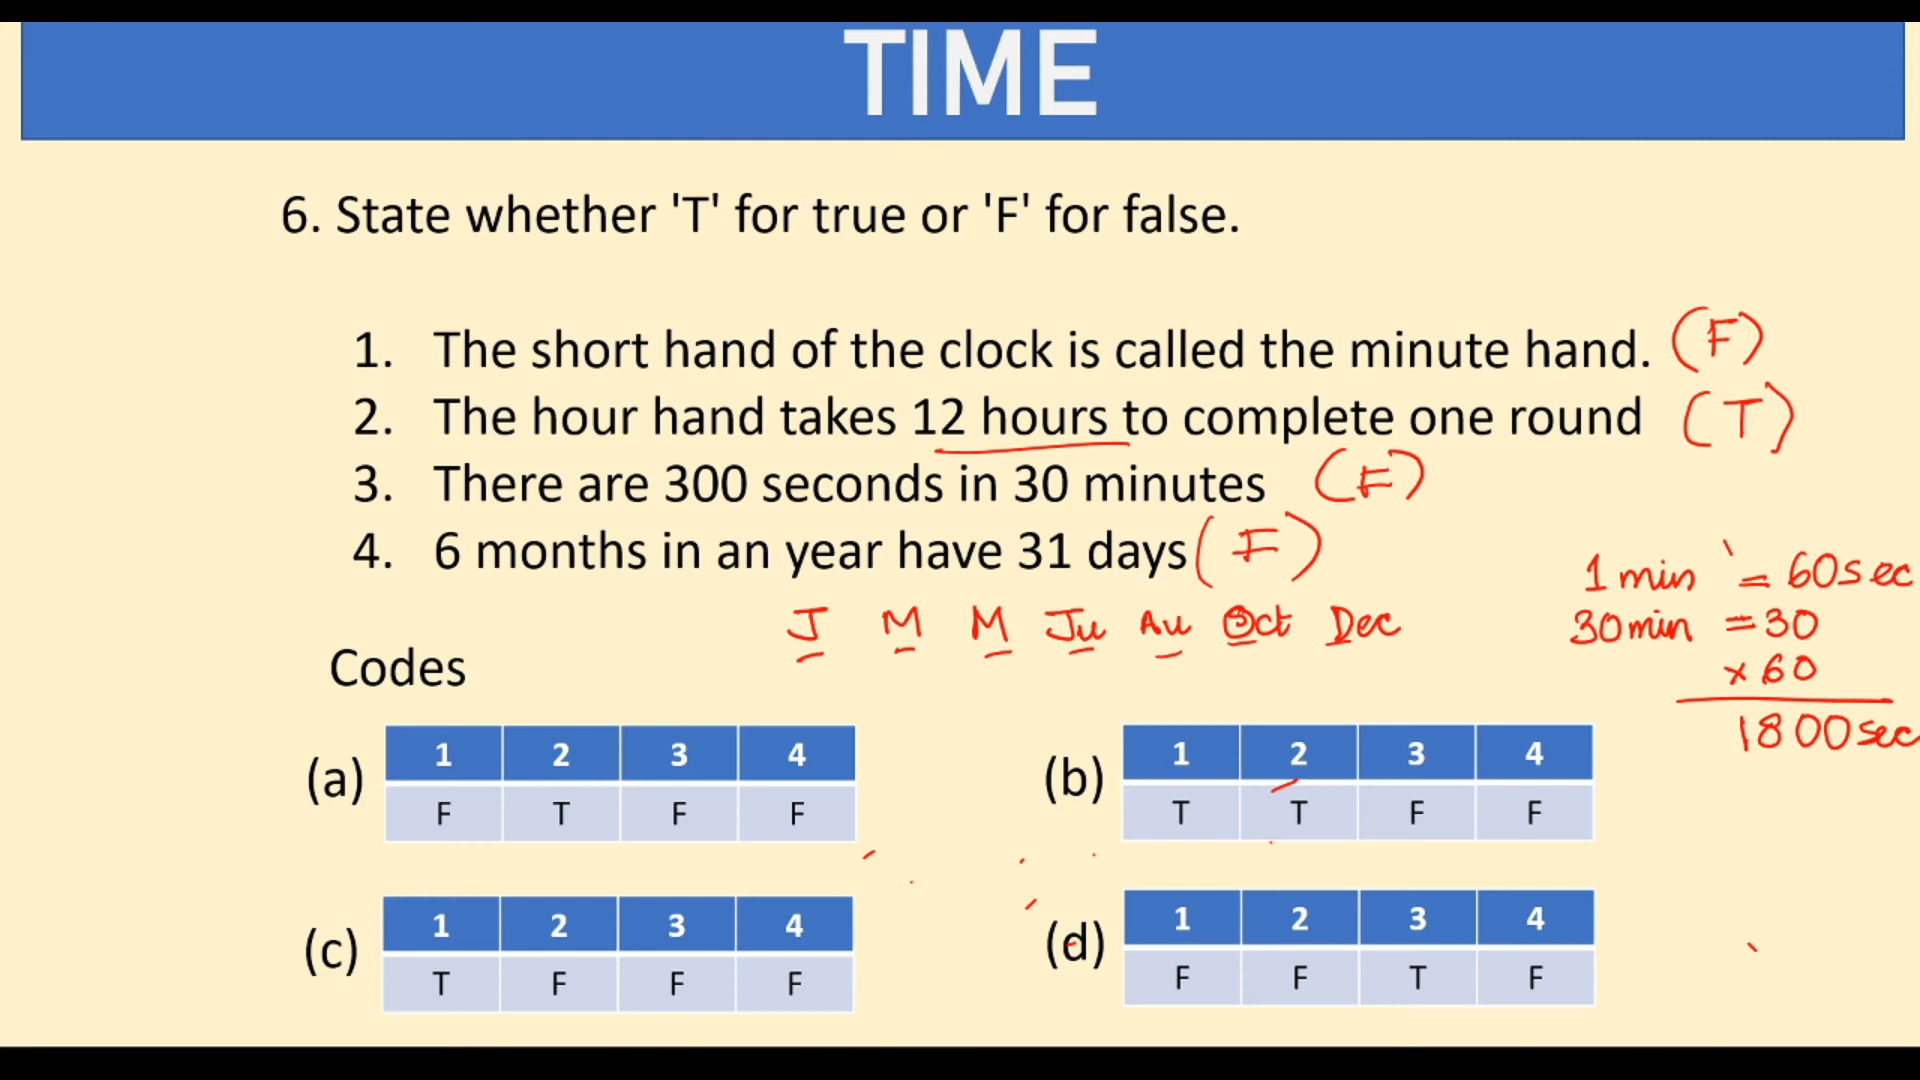 TIME
6. State whether 'T' for true or 'F' for false.
1. The short hand of the clock is called the minute hand. (F)
2. The hour hand takes 12 hours to complete one round (T)
3. There are 300 seconds in 30 minutes (F)
4. 6 months in an year have 31 days (F)
1 min = 60sec
J M M Ju Au Oct Dec
30min = 30
x 60
1800sec
Codes
(a) 1 2 3 4
F T F F
(b) 1 2 3 4
T T F F
(c) 1 2 3 4
T F F F
(d) 1 2 3 4
F F T F